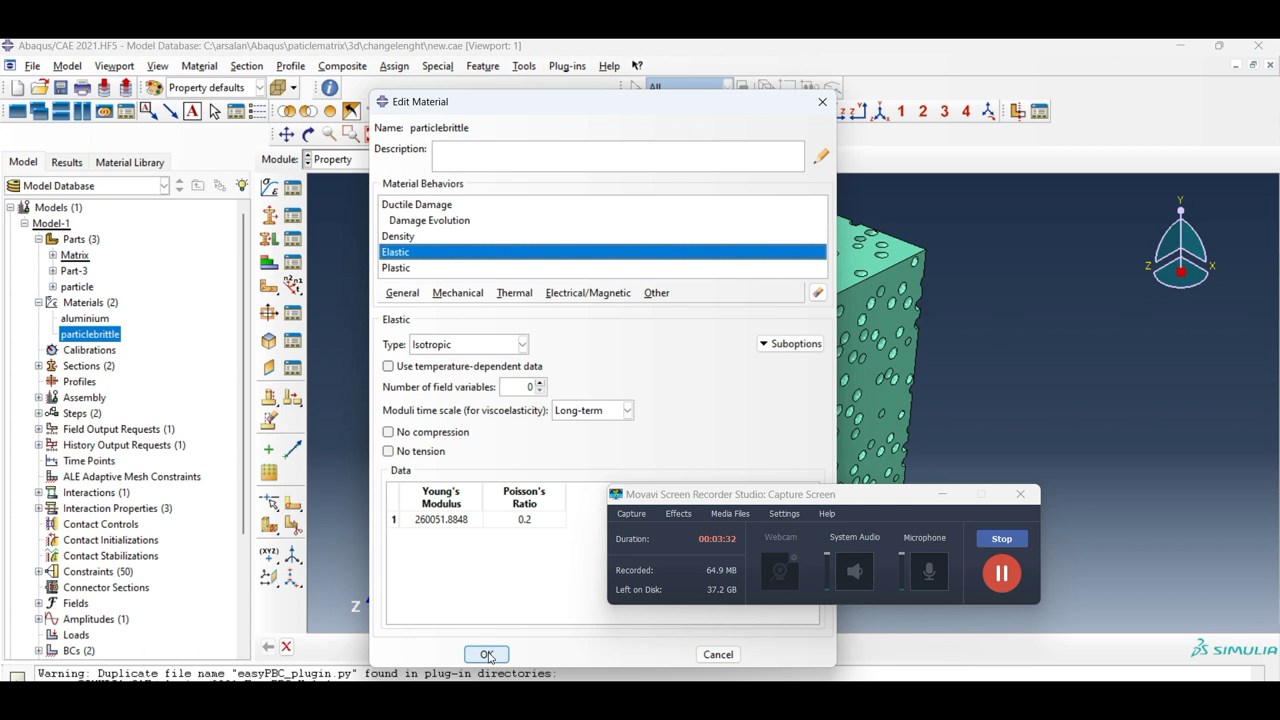 Abaqus/CAE 2021.HF5 - Model Database: C:\arsalan\Abaqus\paticlematrix\3d\changelenght\new.cae [Viewport: 1]
File Model Viewport View Material Section Profile Composite Assign Special Feature Tools Plug-ins Help
Property defaults
All
1 2 3 4
Edit Material
Name: particlebrittle
Description:
Model Results Material Library
Module: Property
Model Database
Models (1)
Model-1
Parts (3)
Matrix
Part-3
particle
Materials (2)
aluminium
particlebrittle
Calibrations
Sections (2)
Profiles
Assembly
Steps (2)
Field Output Requests (1)
History Output Requests (1)
Time Points
ALE Adaptive Mesh Constraints
Interactions (1)
Interaction Properties (3)
Contact Controls
Contact Initializations
Contact Stabilizations
Constraints (50)
Connector Sections
Fields
Amplitudes (1)
Loads
BCs (2)
Material Behaviors
Ductile Damage
Damage Evolution
Density
Elastic
Plastic
General Mechanical Thermal Electrical/Magnetic Other
Elastic
Type: Isotropic
Suboptions
Use temperature-dependent data
Number of field variables: 0
Moduli time scale (for viscoelasticity): Long-term
No compression
No tension
Data
Young's Modulus
Poisson's Ratio
1 260051.8848 0.2
OK Cancel
Y
Z X
Z
Movavi Screen Recorder Studio: Capture Screen
Capture Effects Media Files Settings Help
Duration: 00:03:32
Recorded: 64.9 MB
Left on Disk: 37.2 GB
Webcam System Audio Microphone
Stop
SIMULIA
Warning: Duplicate file name "easyPBC_plugin.py" found in plug-in directories: